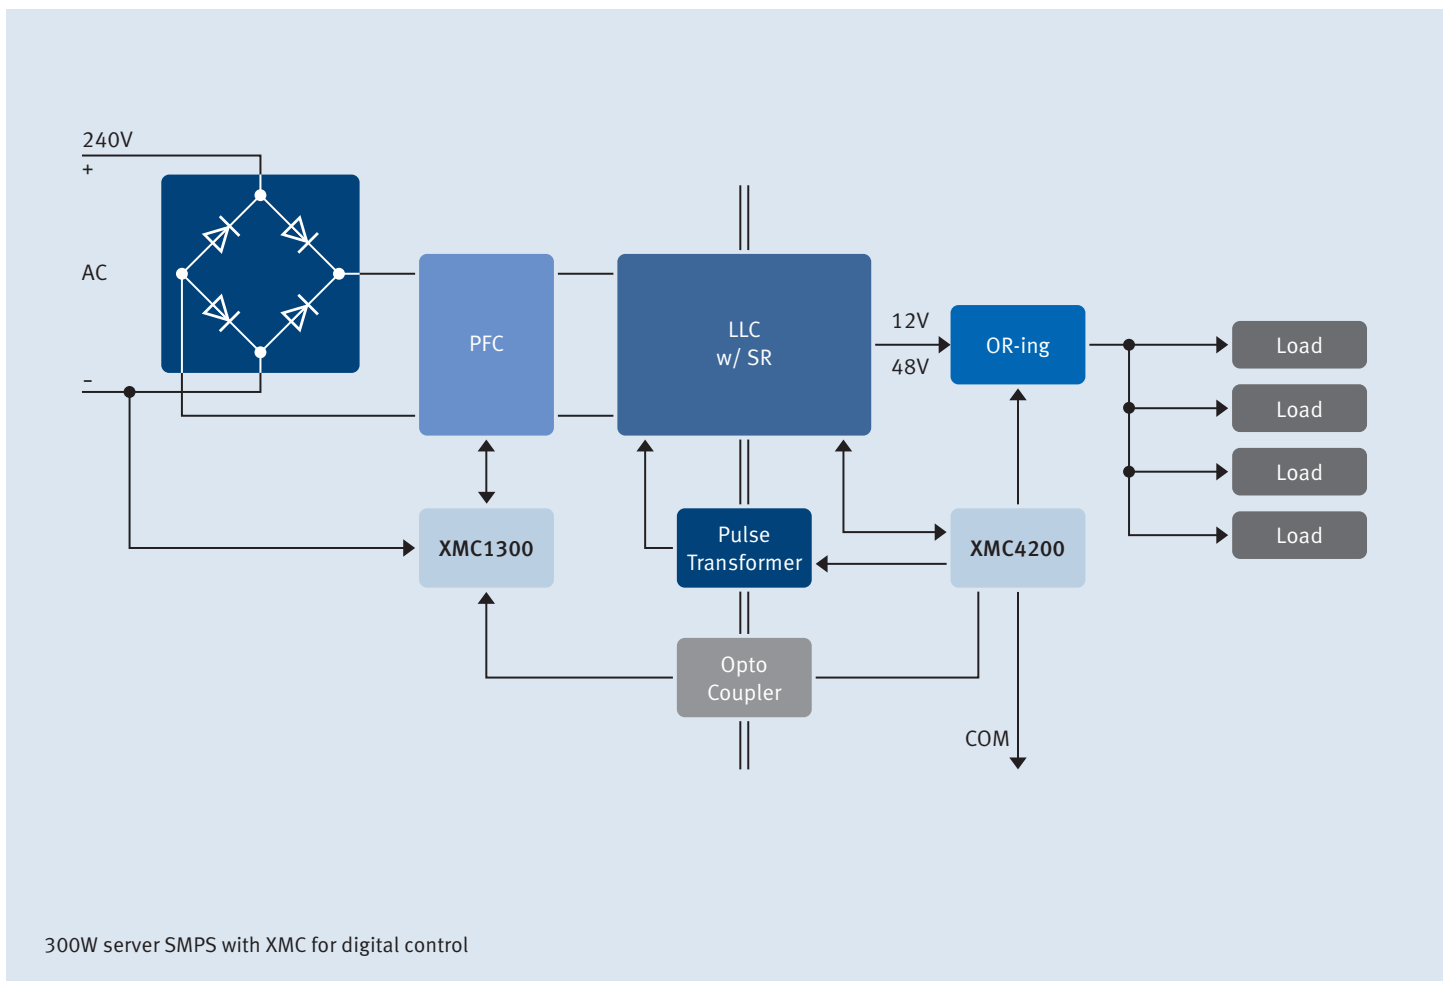 240V
+
AC
–
PFC
LLC
w/ SR
12V
48V
OR-ing
Load
Load
Load
Load
XMC1300
Pulse
Transformer
XMC4200
Opto
Coupler
COM
300W server SMPS with XMC for digital control